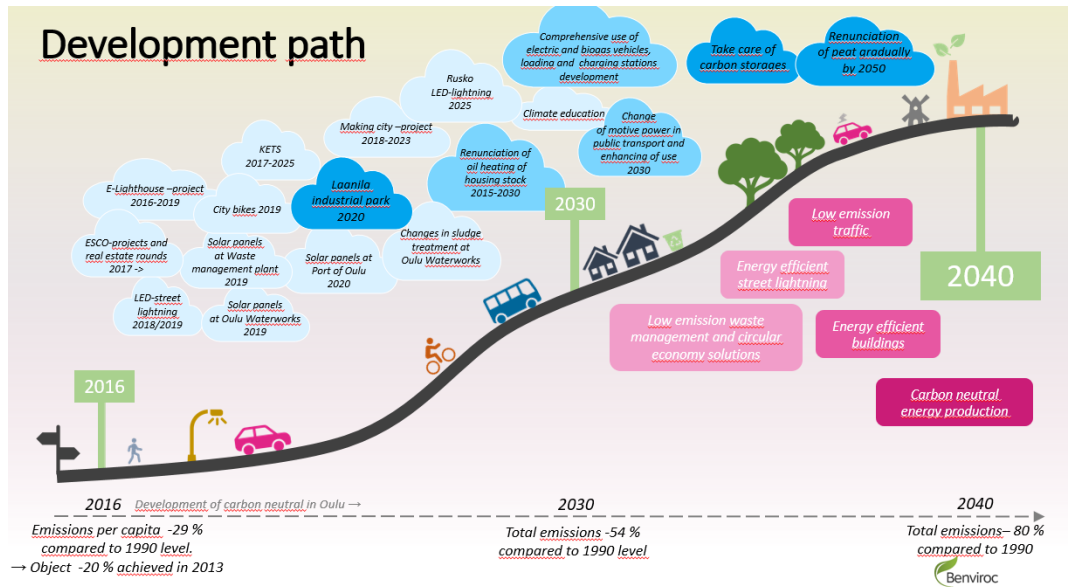 Development path
Comprehensive use of
electric and biogas vehicles,
loading and charging stations
development
Take care of
carbon storages
Renunciation
of peat gradually
by 2050
Rusko
LED-lightning
2025
Climate education
Change
of motive power in
public transport and
enhancing of use
2030
Making city –project
2018-2023
KETS
2017-2025
Renunciation of
oil heating of
housing stock
2015-2030
E-Lighthouse –project
2016-2019
City bikes 2019
Laanila
industrial park
2020
ESCO-projects and
real estate rounds
2017 ->
Solar panels
at Waste
management plant
2019
Solar panels at
Port of Oulu
2020
Changes in sludge
treatment at
Oulu Waterworks
LED-street
lightning
2018/2019
Solar panels
at Oulu Waterworks
2019
2016
2030
2040
Low emission
traffic
Energy efficient
street lightning
Low emission waste
management and circular
economy solutions
Energy efficient
buildings
Carbon neutral
energy production
2016
Development of carbon neutral in Oulu →
2030
2040
Emissions per capita -29 %
compared to 1990 level.
→ Object -20 % achieved in 2013
Total emissions -54 %
compared to 1990 level
Total emissions– 80 %
compared to 1990
Benviroc